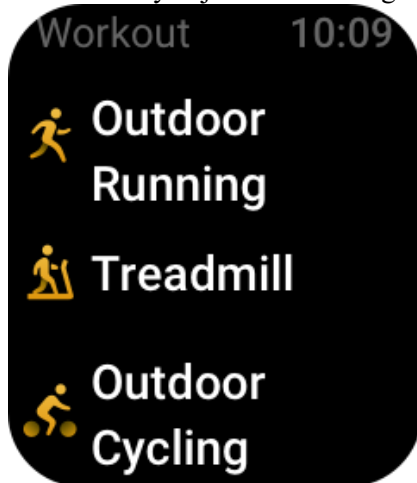 Workout 10:09
Outdoor
Running
Treadmill
Outdoor
Cycling